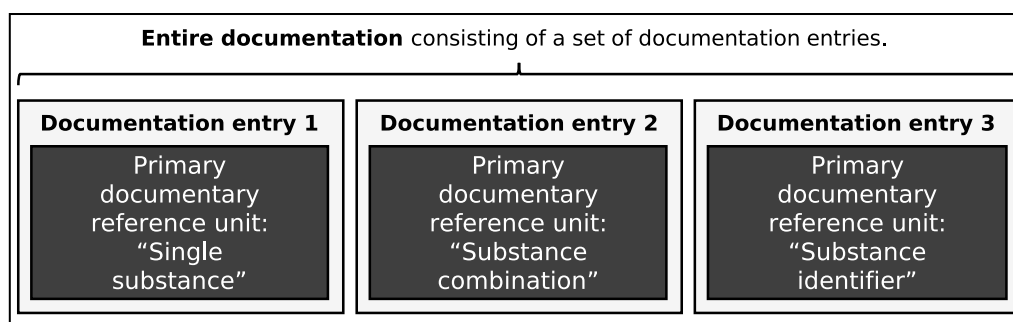 Entire documentation consisting of a set of documentation entries.
Documentation entry 1
Primary
documentary
reference unit:
“Single
substance”
Documentation entry 2
Primary
documentary
reference unit:
“Substance
combination”
Documentation entry 3
Primary
documentary
reference unit:
“Substance
identifier”